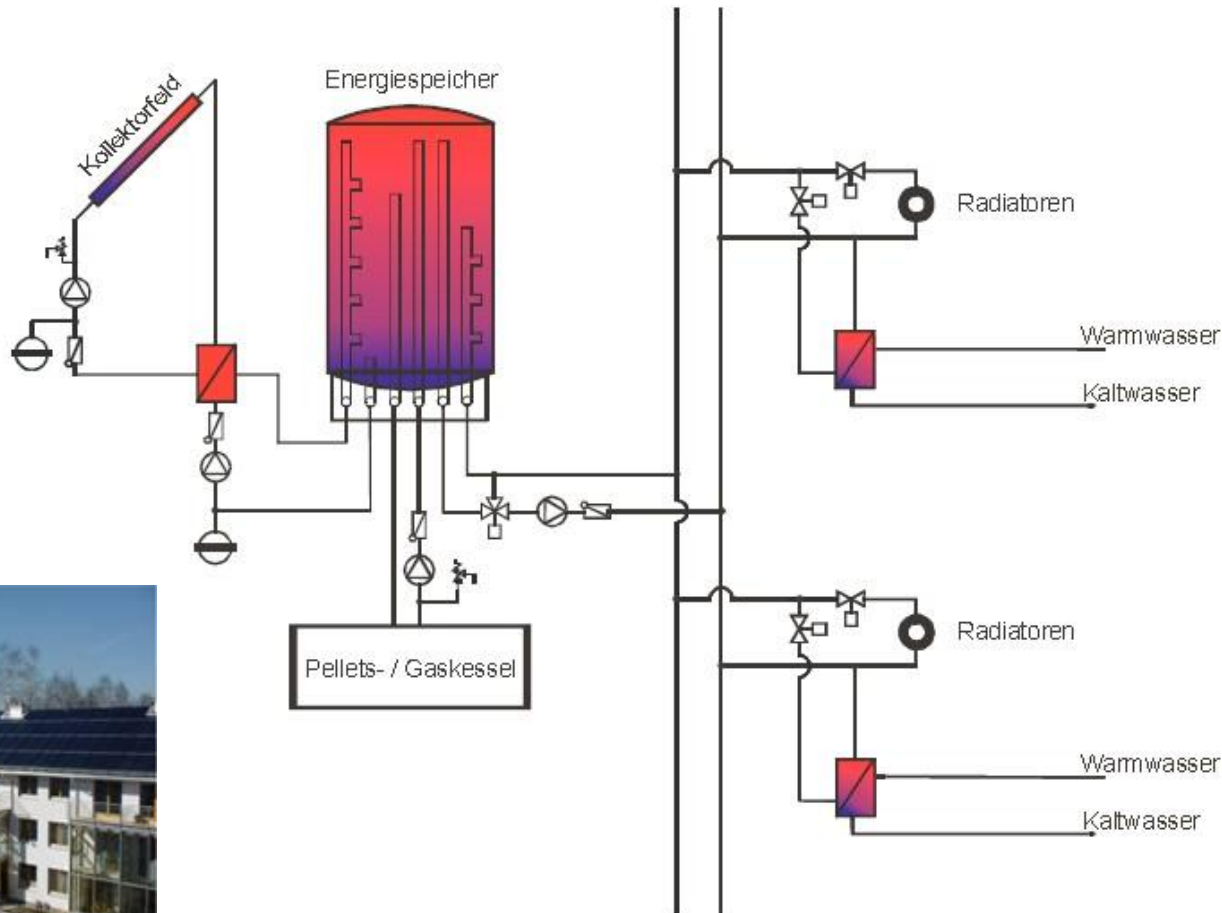 Energiespeicher
Kollektorfeld
Radiatoren
Warmwasser
Kaltwasser
Pellets- / Gaskessel
Radiatoren
Warmwasser
Kaltwasser